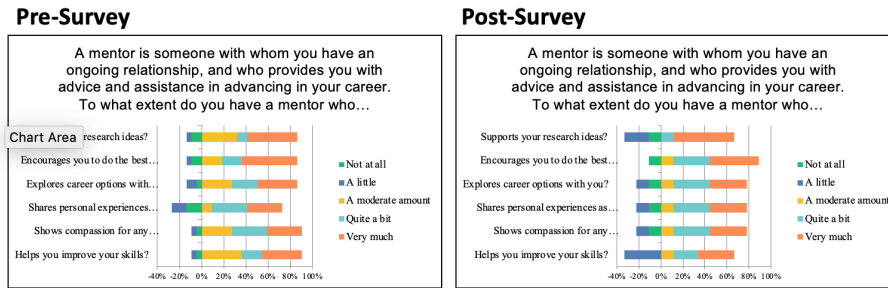 Pre-Survey
A mentor is someone with whom you have an
ongoing relationship, and who provides you with
advice and assistance in advancing in your career.
To what extent do you have a mentor who…
Chart Area
research ideas?
Encourages you to do the best…
Explores career options with…
Shares personal experiences…
Shows compassion for any…
Helps you improve your skills?
-40% -20% 0% 20% 40% 60% 80% 100%
Not at all
A little
A moderate amount
Quite a bit
Very much
Post-Survey
A mentor is someone with whom you have an
ongoing relationship, and who provides you with
advice and assistance in advancing in your career.
To what extent do you have a mentor who…
Supports your research ideas?
Encourages you to do the best…
Explores career options with you?
Shares personal experiences as…
Shows compassion for any…
Helps you improve your skills?
-40% -20% 0% 20% 40% 60% 80% 100%
Not at all
A little
A moderate amount
Quite a bit
Very much